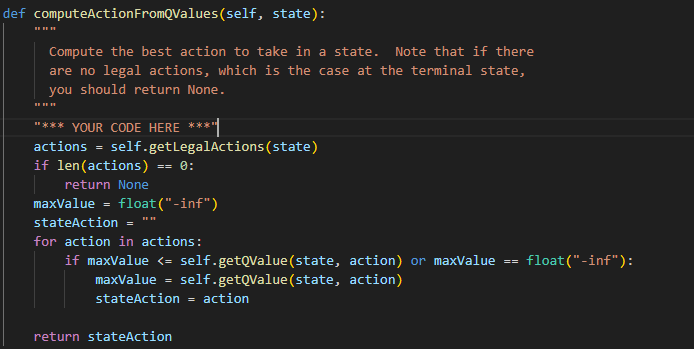 def computeActionFromQValues(self, state):
"""
Compute the best action to take in a state.  Note that if there
are no legal actions, which is the case at the terminal state,
you should return None.
"""
"*** YOUR CODE HERE ***"
actions = self.getLegalActions(state)
if len(actions) == 0:
return None
maxValue = float("-inf")
stateAction = ""
for action in actions:
if maxValue <= self.getQValue(state, action) or maxValue == float("-inf"):
maxValue = self.getQValue(state, action)
stateAction = action
return stateAction